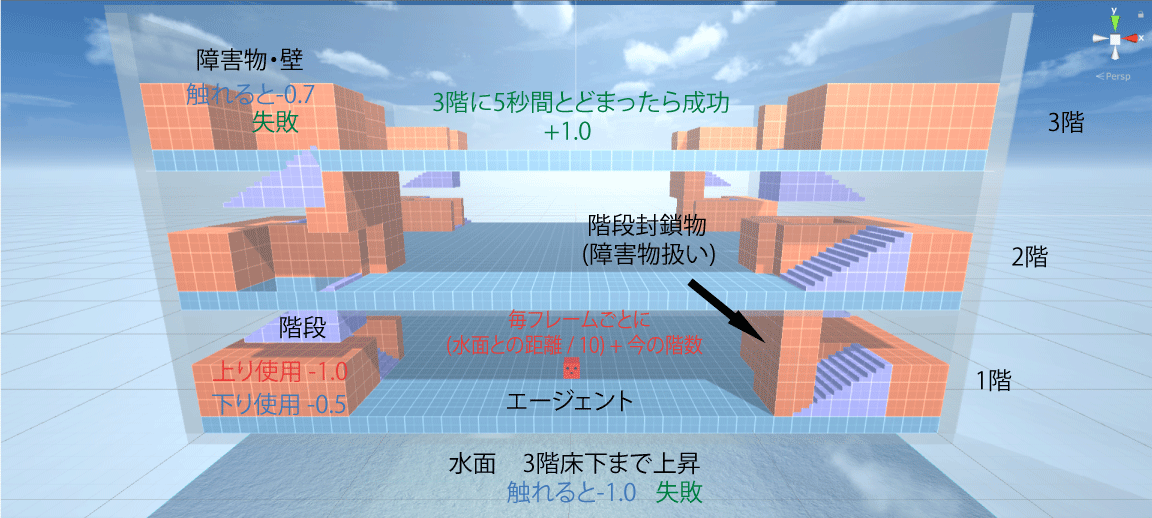 障害物・壁
触れると-0.7
失敗
3階に5秒間とどまったら成功
+1.0
3階
y
x
<Persp
階段封鎖物
(障害物扱い)
2階
階段
毎フレームごとに
(水面との距離 / 10) + 今の階数
上り使用 -1.0
下り使用 -0.5
エージェント
1階
水面 3階床下まで上昇
触れると-1.0 失敗